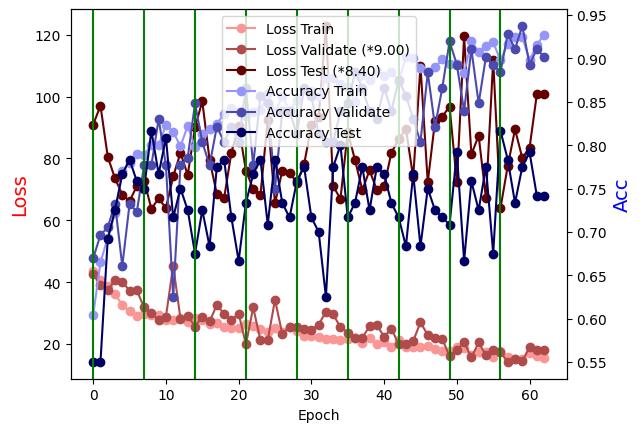 Loss Train
Loss Validate (*9.00)
Loss Test (*8.40)
Accuracy Train
Accuracy Validate
Accuracy Test
120
100
80
60
40
20
Loss
0.95
0.90
0.85
0.80
0.75
0.70
0.65
0.60
0.55
Acc
0 10 20 30 40 50 60
Epoch